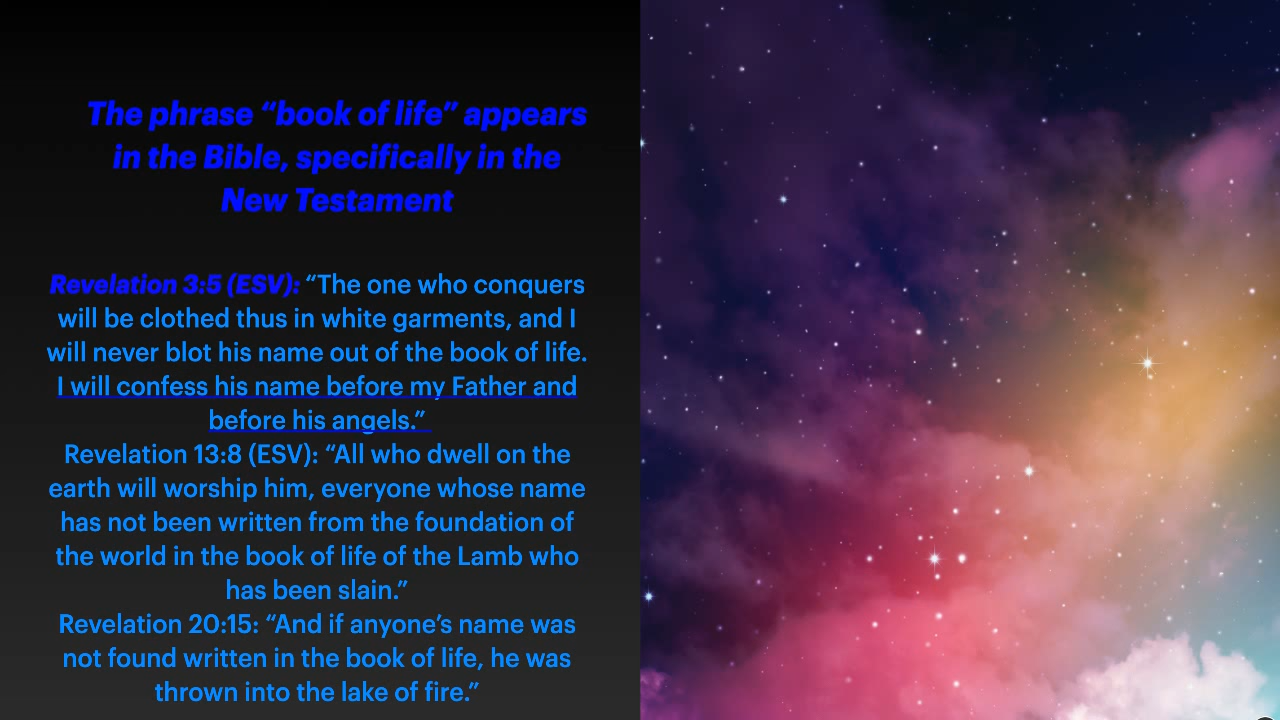 The phrase “book of life” appears
in the Bible, specifically in the
New Testament
Revelation 3:5 (ESV): “The one who conquers
will be clothed thus in white garments, and I
will never blot his name out of the book of life.
I will confess his name before my Father and
before his angels.”
Revelation 13:8 (ESV): “All who dwell on the
earth will worship him, everyone whose name
has not been written from the foundation of
the world in the book of life of the Lamb who
has been slain.”
Revelation 20:15: “And if anyone’s name was
not found written in the book of life, he was
thrown into the lake of fire.”